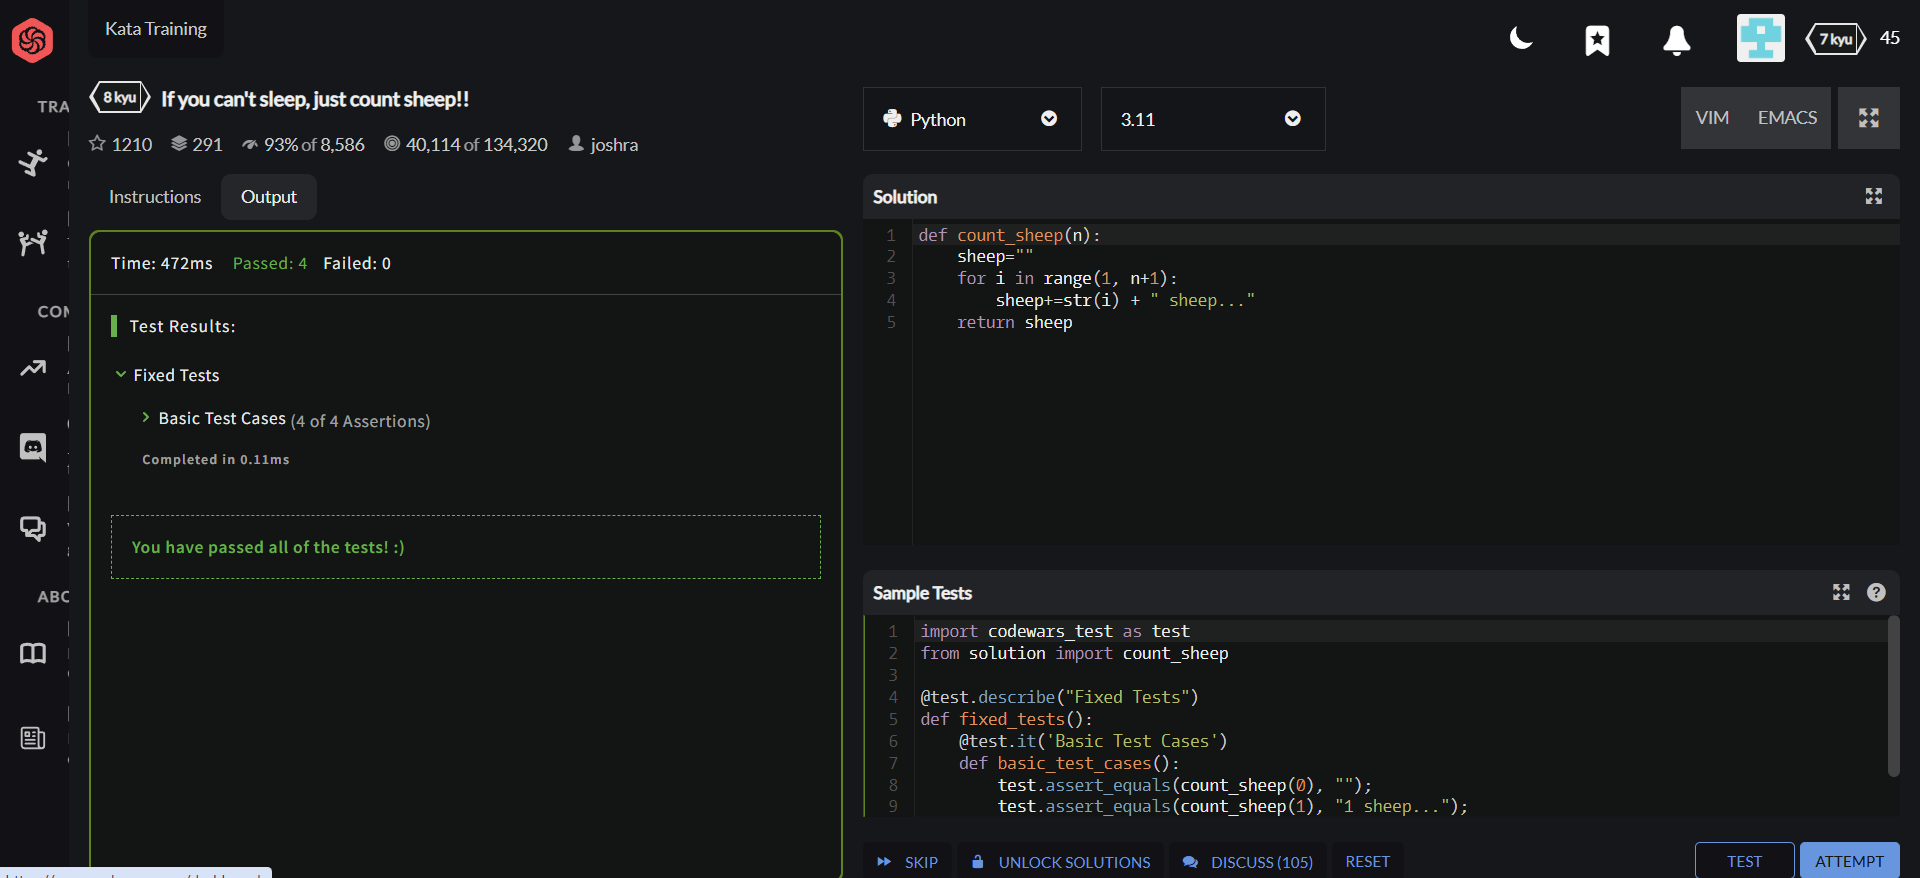 Kata Training
7 kyu
45
TRA
8 kyu
If you can't sleep, just count sheep!!
1210
291
93% of 8,586
40,114 of 134,320
joshra
Python
3.11
VIM
EMACS
Instructions
Output
Time: 472ms
Passed: 4
Failed: 0
Test Results:
Fixed Tests
Basic Test Cases (4 of 4 Assertions)
Completed in 0.11ms
You have passed all of the tests! :)
COM
ABO
Solution
1 def count_sheep(n):
2     sheep=""
3     for i in range(1, n+1):
4         sheep+=str(i) + " sheep..."
5     return sheep
Sample Tests
?
1 import codewars_test as test
2 from solution import count_sheep
3
4 @test.describe("Fixed Tests")
5 def fixed_tests():
6     @test.it('Basic Test Cases')
7     def basic_test_cases():
8         test.assert_equals(count_sheep(0), "");
9         test.assert_equals(count_sheep(1), "1 sheep...");
SKIP
UNLOCK SOLUTIONS
DISCUSS (105)
RESET
TEST
ATTEMPT